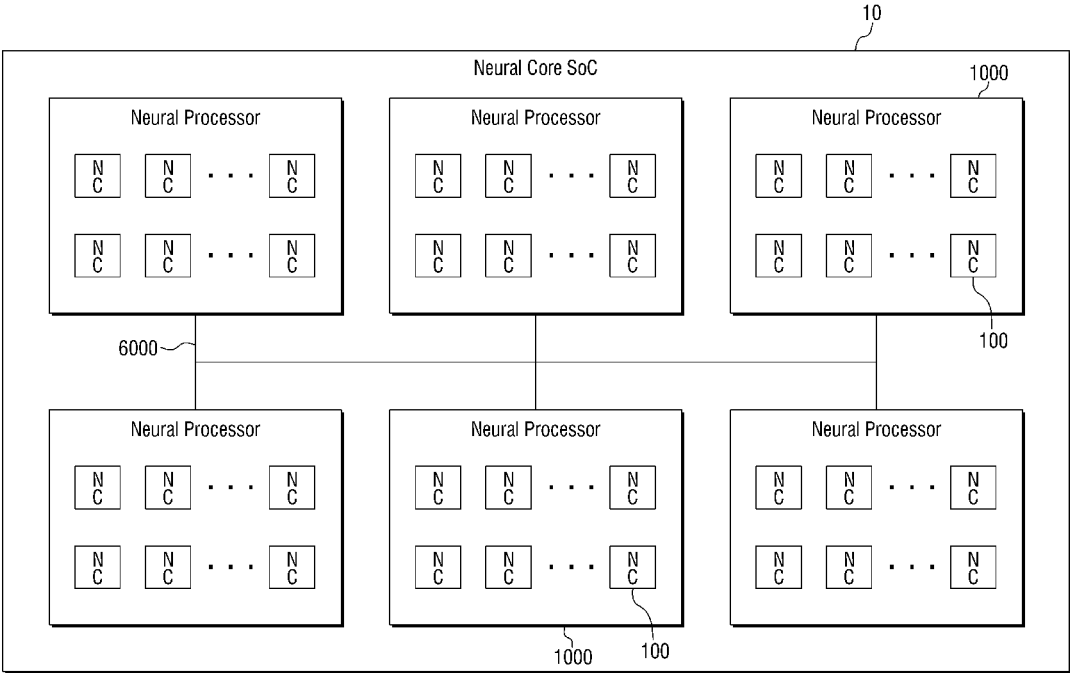 10
Neural Core SoC
1000
Neural Processor Neural Processor Neural Processor
N N · · · N N N · · · N N N · · · N
C C C C C C C C C
N N · · · N N N · · · N N N · · · N
C C C C C C C C C
100
6000
Neural Processor Neural Processor Neural Processor
N N · · · N N N · · · N N N · · · N
C C C C C C C C C
N N · · · N N N · · · N N N · · · N
C C C C C C C C C
1000 100